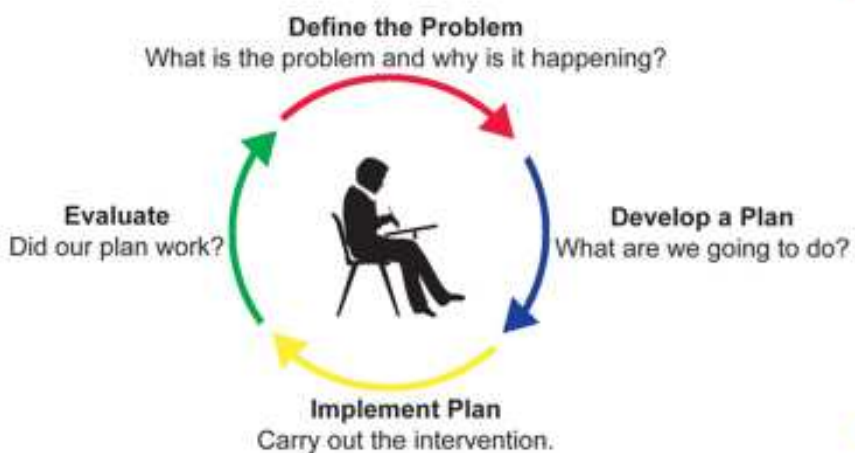 Define the Problem
What is the problem and why is it happening?
Develop a Plan
What are we going to do?
Implement Plan
Carry out the intervention.
Evaluate
Did our plan work?